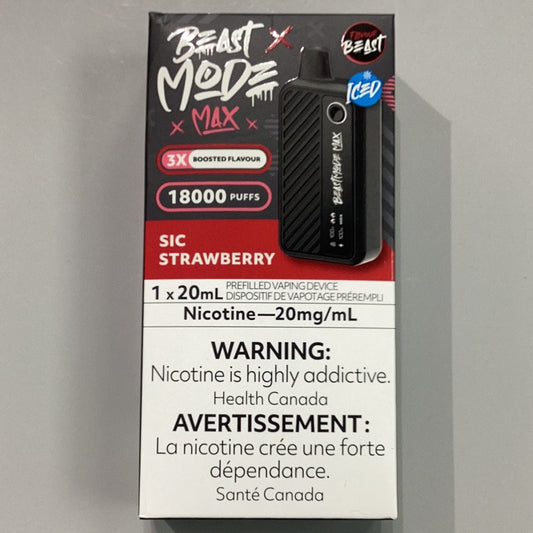 BEAST
MODE
MAX
FLAVOUR
BEAST
ICED
3X BOOSTED FLAVOUR
18000 PUFFS
BEASTMODE MAX
SIC
STRAWBERRY
1 x 20mL PREFILLED VAPING DEVICE
DISPOSITIF DE VAPOTAGE PRÉREMPLI
Nicotine—20mg/mL
WARNING:
Nicotine is highly addictive.
Health Canada
AVERTISSEMENT:
La nicotine crée une forte
dépendance.
Santé Canada